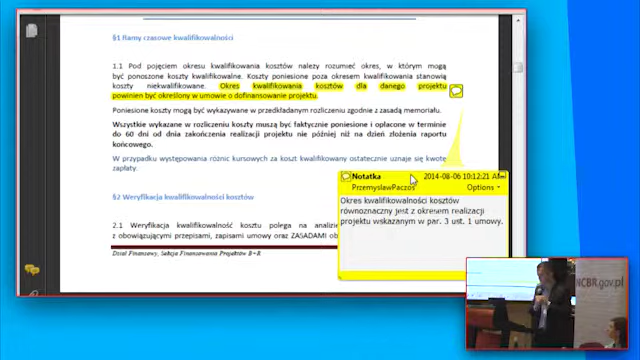 §1 Ramy czasowe kwalifikowalności
1.1 Pod pojęciem okresu kwalifikowania kosztów należy rozumieć okres, w którym mogą
być ponoszone koszty kwalifikowalne. Koszty poniesione poza okresem kwalifikowania stanowią
koszty niekwalifikowalne. Okres kwalifikowania kosztów dla danego projektu
powinien być określony w umowie o dofinansowanie projektu.
Poniesione koszty mogą być wykazywane w przedkładanym rozliczeniu zgodnie z zasadą memoriału.
Wszystkie wykazane w rozliczeniu koszty muszą być faktycznie poniesione i opłacone w terminie
do 60 dni od dnia zakończenia realizacji projektu nie później niż na dzień złożenia raportu
końcowego.
W przypadku występowania różnic kursowych za koszt kwalifikowany ostatecznie uznaje się kwotę
zapłaty.
Notatka 2014-08-06 10:12:21 AM
PrzemyslawPaczos Options
Okres kwalifikowalności kosztów
równoznaczny jest z okresem realizacji
projektu wskazanym w par. 3 ust. 1 umowy.
§2 Weryfikacja kwalifikowalności kosztów
2.1 Weryfikacja kwalifikowalność kosztu polega na analizie
z obowiązującymi przepisami, zapisami umowy oraz ZASADAMI
Dział Finansowy, Sekcja Finansowania Projektów B+R
NCBR.gov.pl